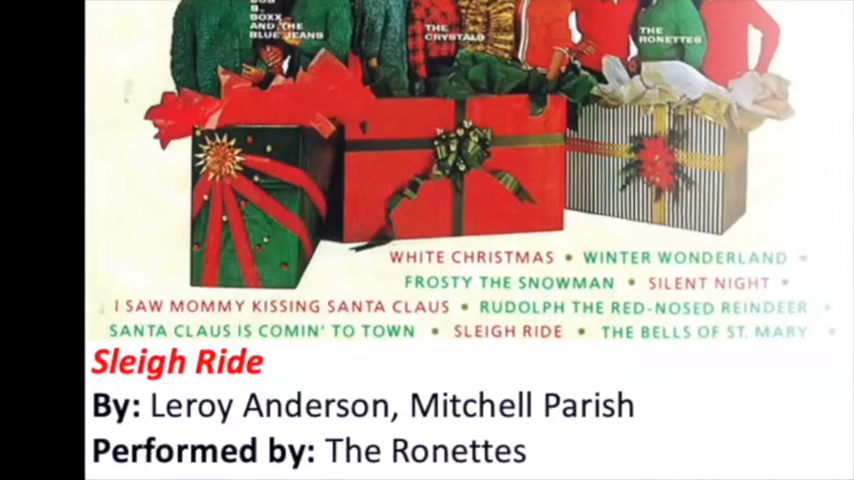 B. SOXX
AND THE
BLUE JEANS
THE
CRYSTALS
THE
RONETTES
WHITE CHRISTMAS • WINTER WONDERLAND •
FROSTY THE SNOWMAN • SILENT NIGHT •
I SAW MOMMY KISSING SANTA CLAUS • RUDOLPH THE RED-NOSED REINDEER •
SANTA CLAUS IS COMIN' TO TOWN • SLEIGH RIDE • THE BELLS OF ST. MARY
Sleigh Ride
By: Leroy Anderson, Mitchell Parish
Performed by: The Ronettes